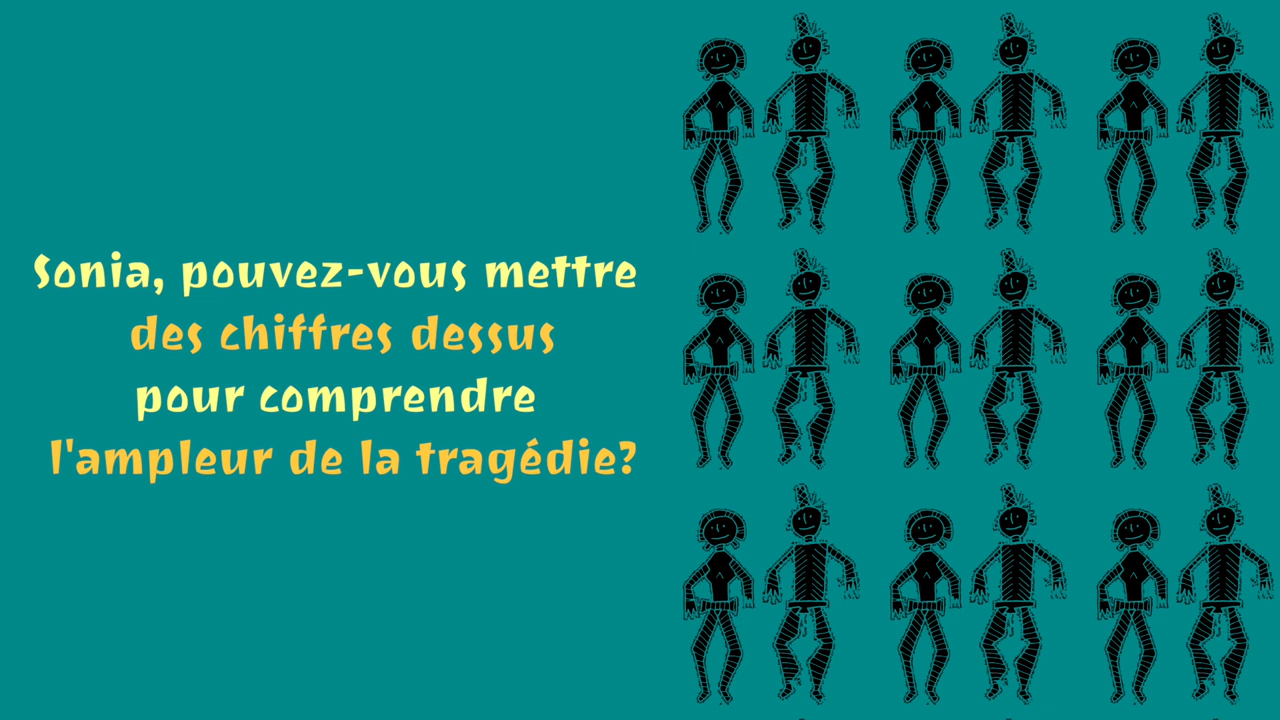 Sonia, pouvez-vous mettre
des chiffres dessus
pour comprendre
l'ampleur de la tragédie?